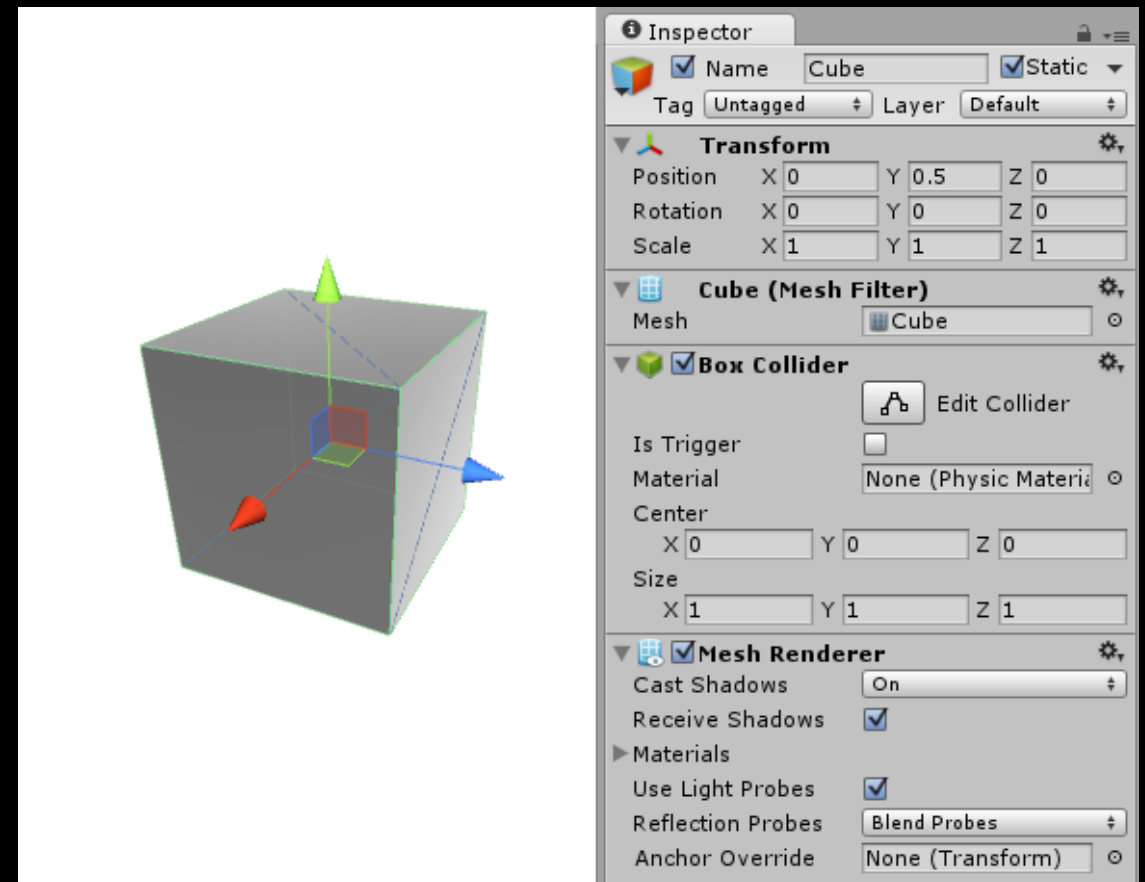 Inspector
Name Cube Static
Tag Untagged Layer Default
Transform
Position X 0 Y 0.5 Z 0
Rotation X 0 Y 0 Z 0
Scale X 1 Y 1 Z 1
Cube (Mesh Filter)
Mesh Cube
Box Collider
Edit Collider
Is Trigger
Material None (Physic Materia
Center
X 0 Y 0 Z 0
Size
X 1 Y 1 Z 1
Mesh Renderer
Cast Shadows On
Receive Shadows
Materials
Use Light Probes
Reflection Probes Blend Probes
Anchor Override None (Transform)